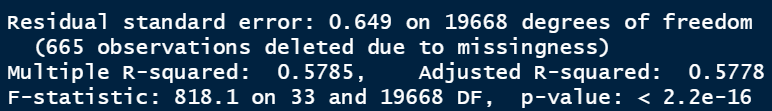 Residual standard error: 0.649 on 19668 degrees of freedom
(665 observations deleted due to missingness)
Multiple R-squared:  0.5785,    Adjusted R-squared:  0.5778
F-statistic: 818.1 on 33 and 19668 DF,  p-value: < 2.2e-16